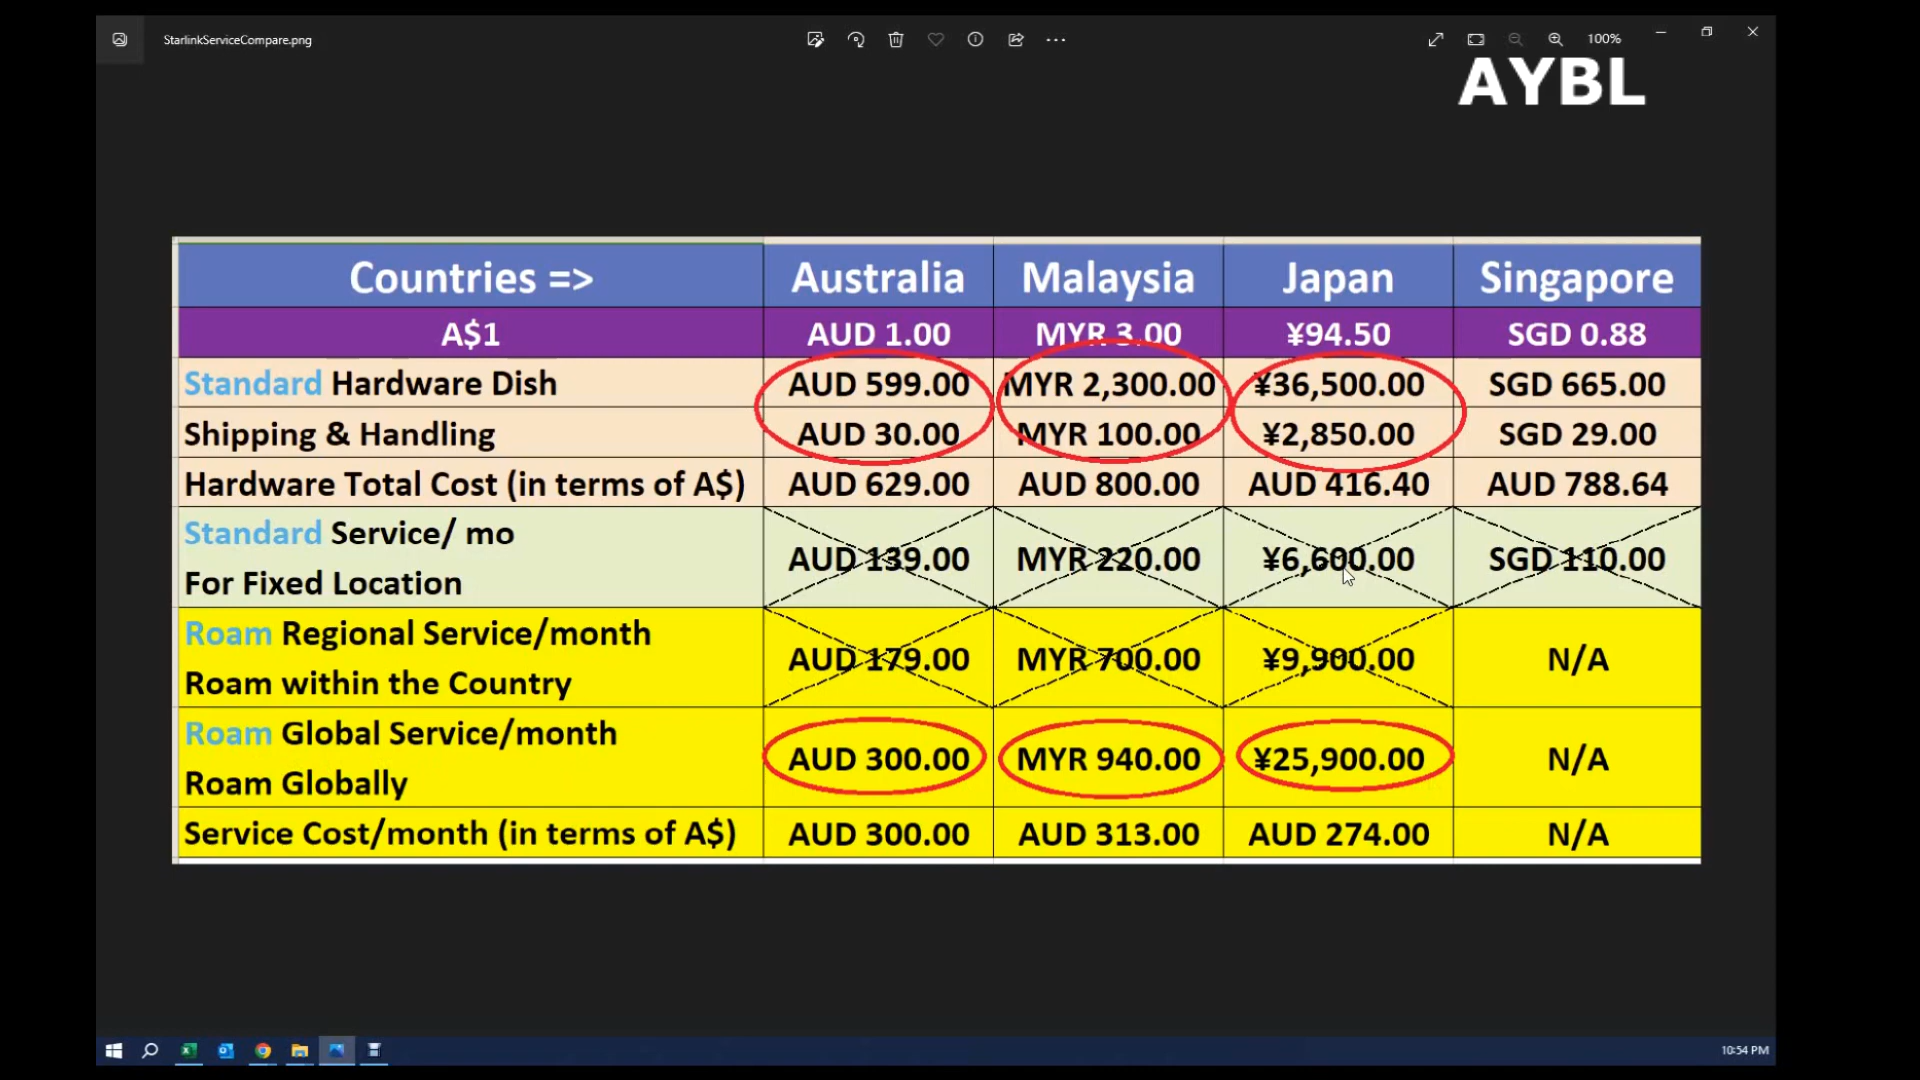 StarlinkServiceCompare.png
100%
AYBL
Countries => Australia Malaysia Japan Singapore
A$1 AUD 1.00 MYR 3.00 ¥94.50 SGD 0.88
Standard Hardware Dish AUD 599.00 MYR 2,300.00 ¥36,500.00 SGD 665.00
Shipping & Handling AUD 30.00 MYR 100.00 ¥2,850.00 SGD 29.00
Hardware Total Cost (in terms of A$) AUD 629.00 AUD 800.00 AUD 416.40 AUD 788.64
Standard Service/ mo
For Fixed Location
AUD 139.00 MYR 220.00 ¥6,600.00 SGD 110.00
Roam Regional Service/month
Roam within the Country
AUD 179.00 MYR 700.00 ¥9,900.00 N/A
Roam Global Service/month
Roam Globally
AUD 300.00 MYR 940.00 ¥25,900.00 N/A
Service Cost/month (in terms of A$) AUD 300.00 AUD 313.00 AUD 274.00 N/A
10:54 PM